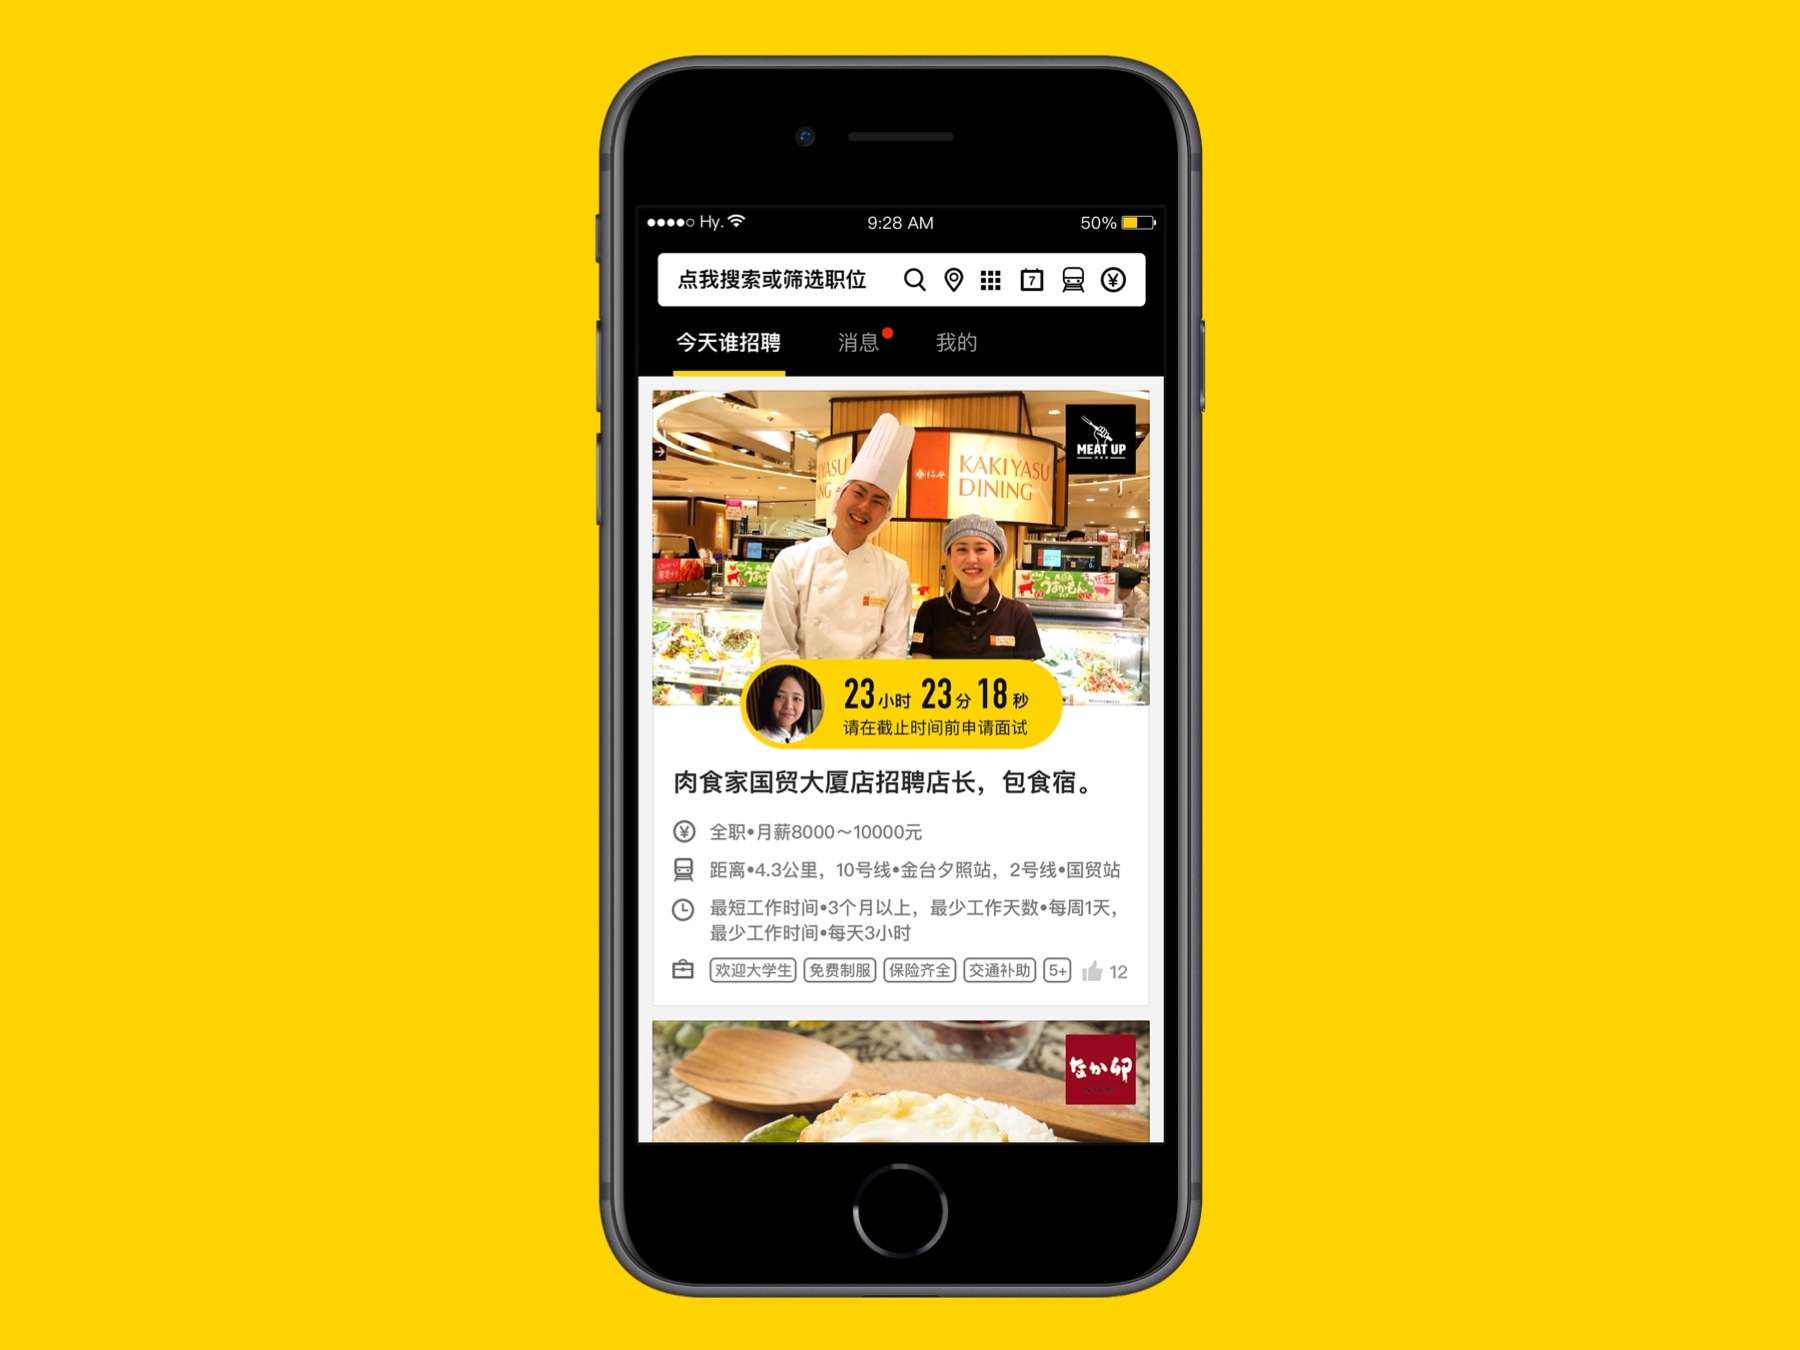 Hy.
9:28 AM
50%
点我搜索或筛选职位
7
¥
今天谁招聘
消息
我的
MEAT UP
KAKIYASU
DINING
柿安
YASU
NG
23小时 23分 18秒
请在截止时间前申请面试
肉食家国贸大厦店招聘店长，包食宿。
¥ 全职•月薪8000～10000元
距离•4.3公里，10号线•金台夕照站，2号线•国贸站
最短工作时间•3个月以上，最少工作天数•每周1天，
最少工作时间•每天3小时
欢迎大学生 免费制服 保险齐全 交通补助 5+ 12
なか卯